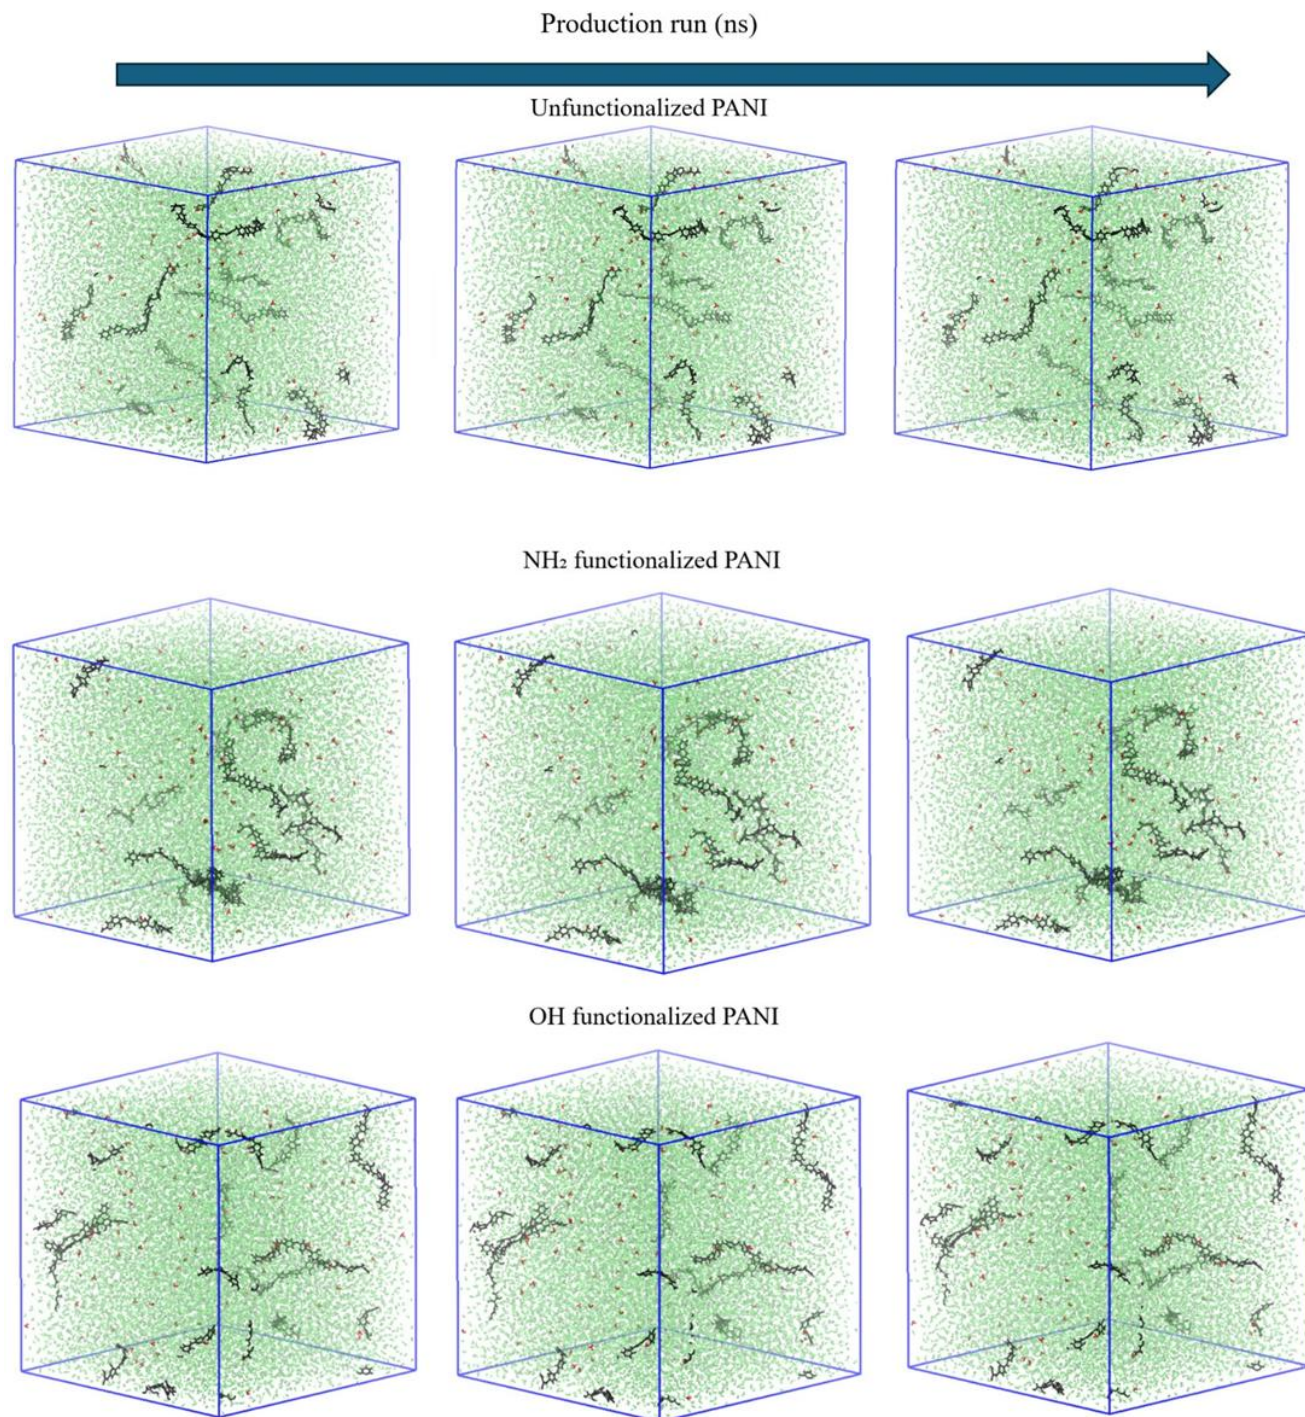 Production run (ns)
Unfunctionalized PANI
NH₂ functionalized PANI
OH functionalized PANI